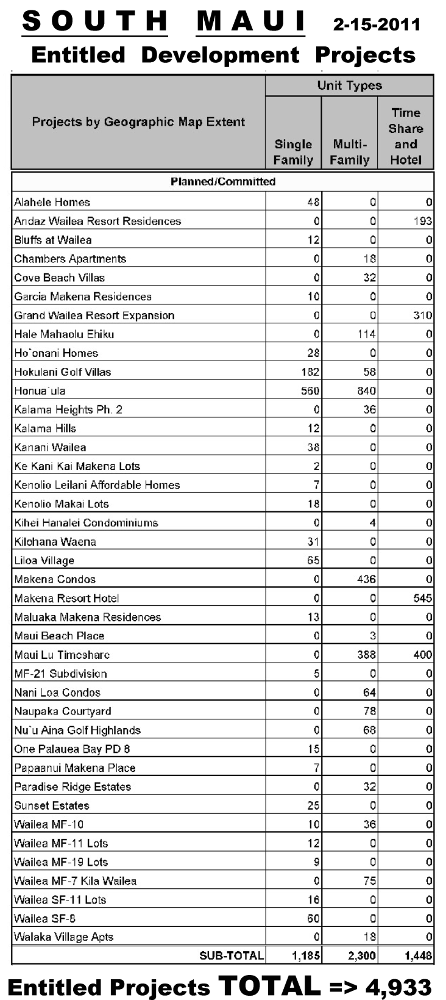 SOUTH MAUI 2-15-2011
Entitled Development Projects
Projects by Geographic Map Extent Unit Types
Single Family Multi-Family Time Share and Hotel
Planned/Committed
Alahele Homes 48 0 0
Andaz Wailea Resort Residences 0 0 193
Bluffs at Wailea 12 0 0
Chambers Apartments 0 18 0
Cove Beach Villas 0 32 0
Garcia Makena Residences 10 0 0
Grand Wailea Resort Expansion 0 0 310
Hale Mahaolu Ehiku 0 114 0
Ho`onani Homes 28 0 0
Hokulani Golf Villas 182 58 0
Honua`ula 560 840 0
Kalama Heights Ph. 2 0 36 0
Kalama Hills 12 0 0
Kanani Wailea 38 0 0
Ke Kani Kai Makena Lots 2 0 0
Kenolio Leilani Affordable Homes 7 0 0
Kenolio Makai Lots 18 0 0
Kihei Hanalei Condominiums 0 4 0
Kilohana Waena 31 0 0
Liloa Village 65 0 0
Makena Condos 0 436 0
Makena Resort Hotel 0 0 545
Maluaka Makena Residences 13 0 0
Maui Beach Place 0 3 0
Maui Lu Timeshare 0 388 400
MF-21 Subdivision 5 0 0
Nani Loa Condos 0 64 0
Naupaka Courtyard 0 78 0
Nu`u Aina Golf Highlands 0 68 0
One Palauea Bay PD 8 15 0 0
Papaanui Makena Place 7 0 0
Paradise Ridge Estates 0 32 0
Sunset Estates 25 0 0
Wailea MF-10 10 36 0
Wailea MF-11 Lots 12 0 0
Wailea MF-19 Lots 9 0 0
Wailea MF-7 Kila Wailea 0 75 0
Wailea SF-11 Lots 16 0 0
Wailea SF-8 60 0 0
Walaka Village Apts 0 18 0
SUB-TOTAL 1,185 2,300 1,448
Entitled Projects TOTAL => 4,933